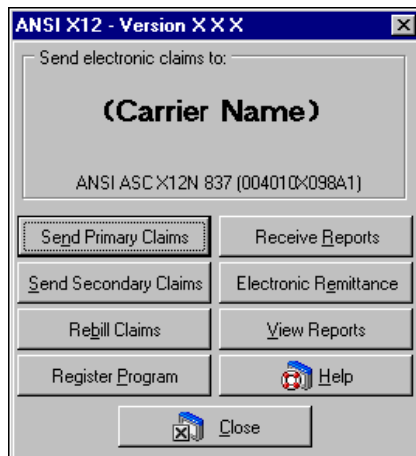 ANSI X12 - Version X X X
Send electronic claims to:
(Carrier Name)
ANSI ASC X12N 837 (004010X098A1)
Send Primary Claims
Receive Reports
Send Secondary Claims
Electronic Remittance
Rebill Claims
View Reports
Register Program
Help
Close